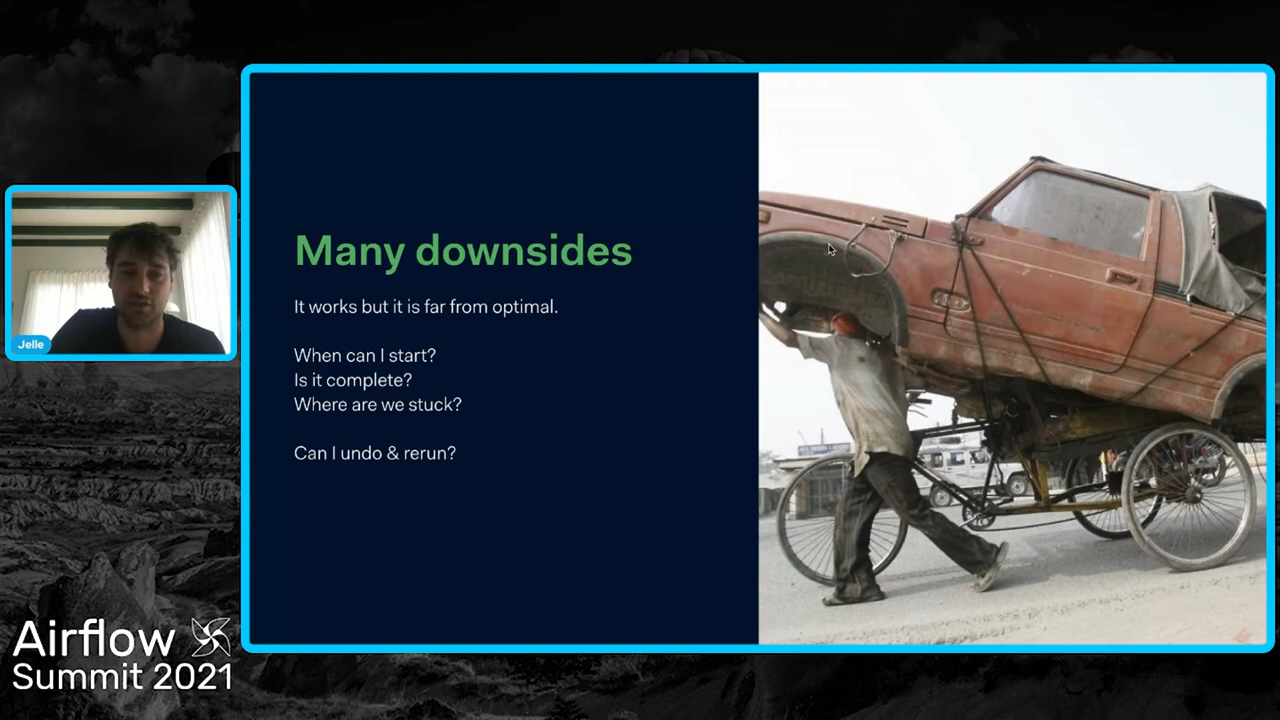 Many downsides
It works but it is far from optimal.
When can I start?
Is it complete?
Where are we stuck?
Can I undo & rerun?
Jelle
Airflow
Summit 2021